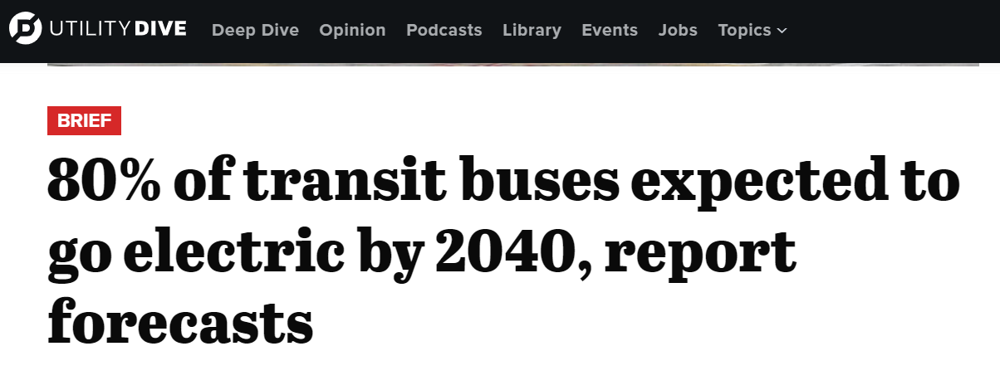 UTILITY DIVE Deep Dive Opinion Podcasts Library Events Jobs Topics
BRIEF
80% of transit buses expected to
go electric by 2040, report
forecasts